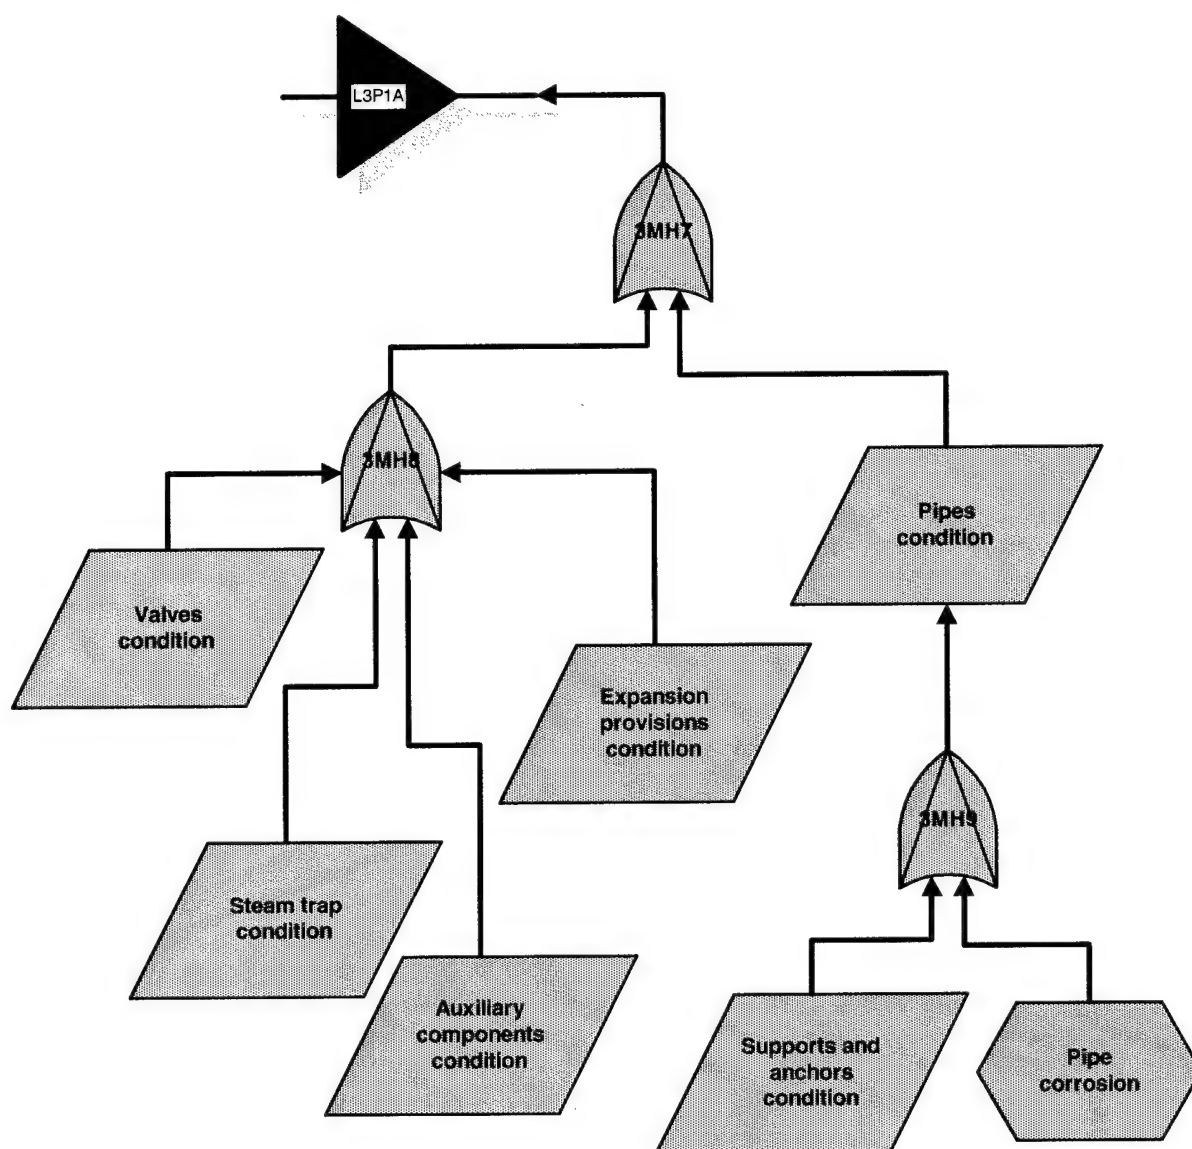 L3P1A
3MH7
3MH8
Pipes
condition
Valves
condition
Expansion
provisions
condition
3MH9
Steam trap
condition
Auxiliary
components
condition
Supports and
anchors
condition
Pipe
corrosion